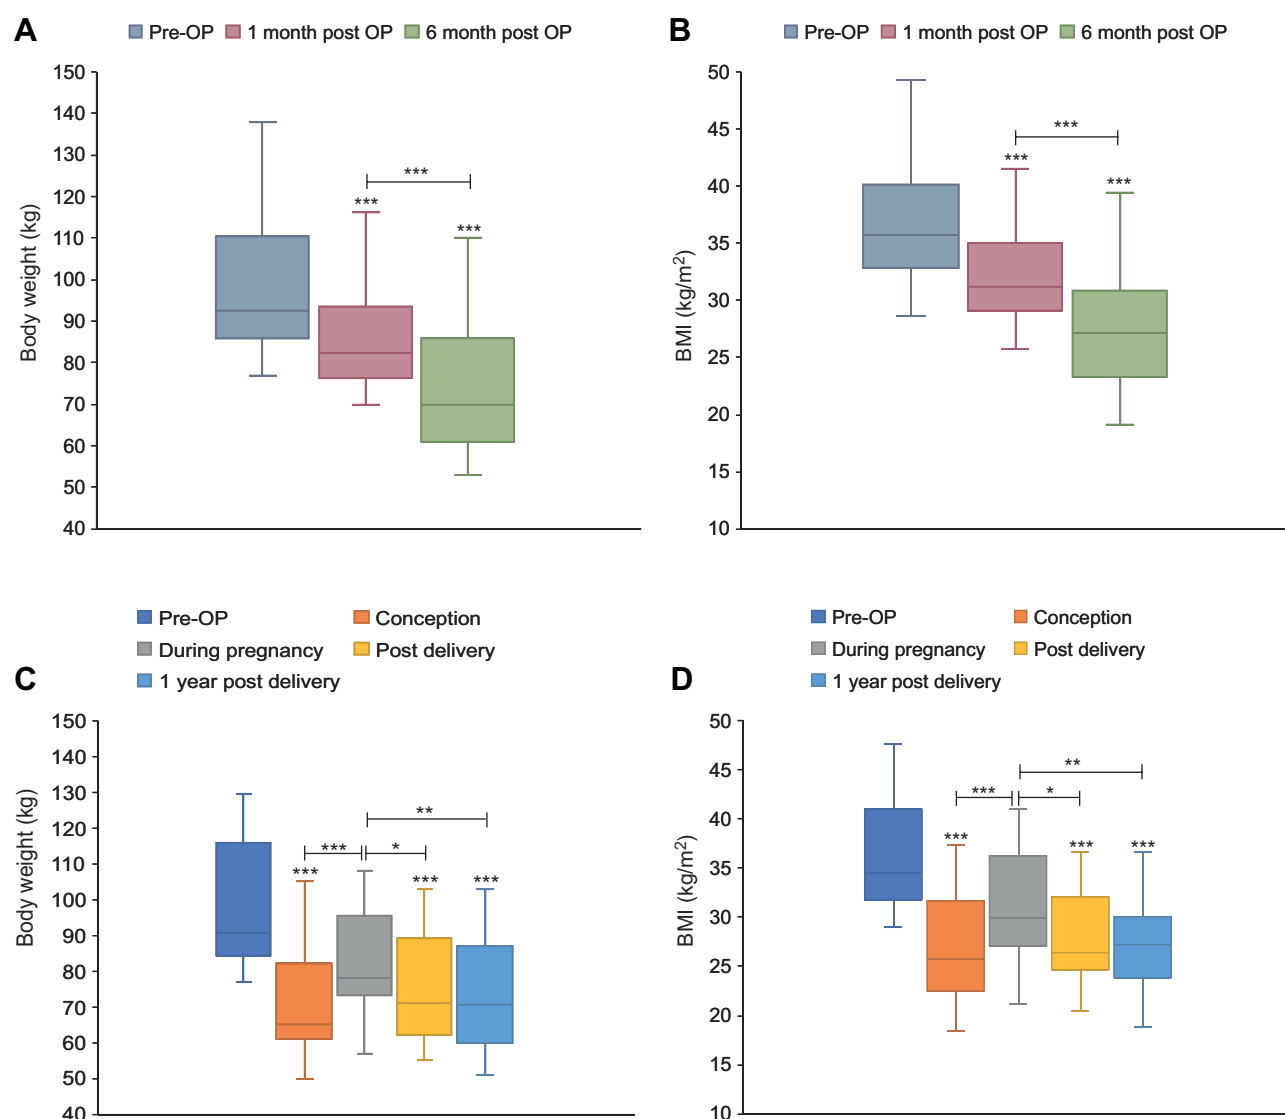 A
Pre-OP 1 month post OP 6 month post OP
Body weight (kg)
150
140
130
120
110
100
90
80
70
60
50
40
***
***
***
B
Pre-OP 1 month post OP 6 month post OP
BMI (kg/m²)
50
45
40
35
30
25
20
15
10
***
***
***
C
Pre-OP Conception
During pregnancy Post delivery
1 year post delivery
Body weight (kg)
150
140
130
120
110
100
90
80
70
60
50
40
**
*** *
*** *** ***
D
Pre-OP Conception
During pregnancy Post delivery
1 year post delivery
BMI (kg/m²)
50
45
40
35
30
25
20
15
10
**
*** *
*** *** ***